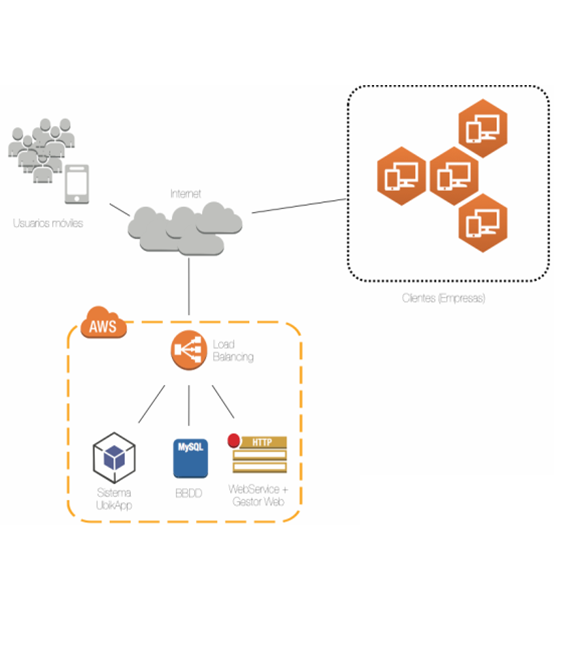 Internet
Usuarios móviles
Clientes (Empresas)
AWS
Load
Balancing
MySQL
HTTP
Sistema
UbikApp
BBDD
WebService +
Gestor Web